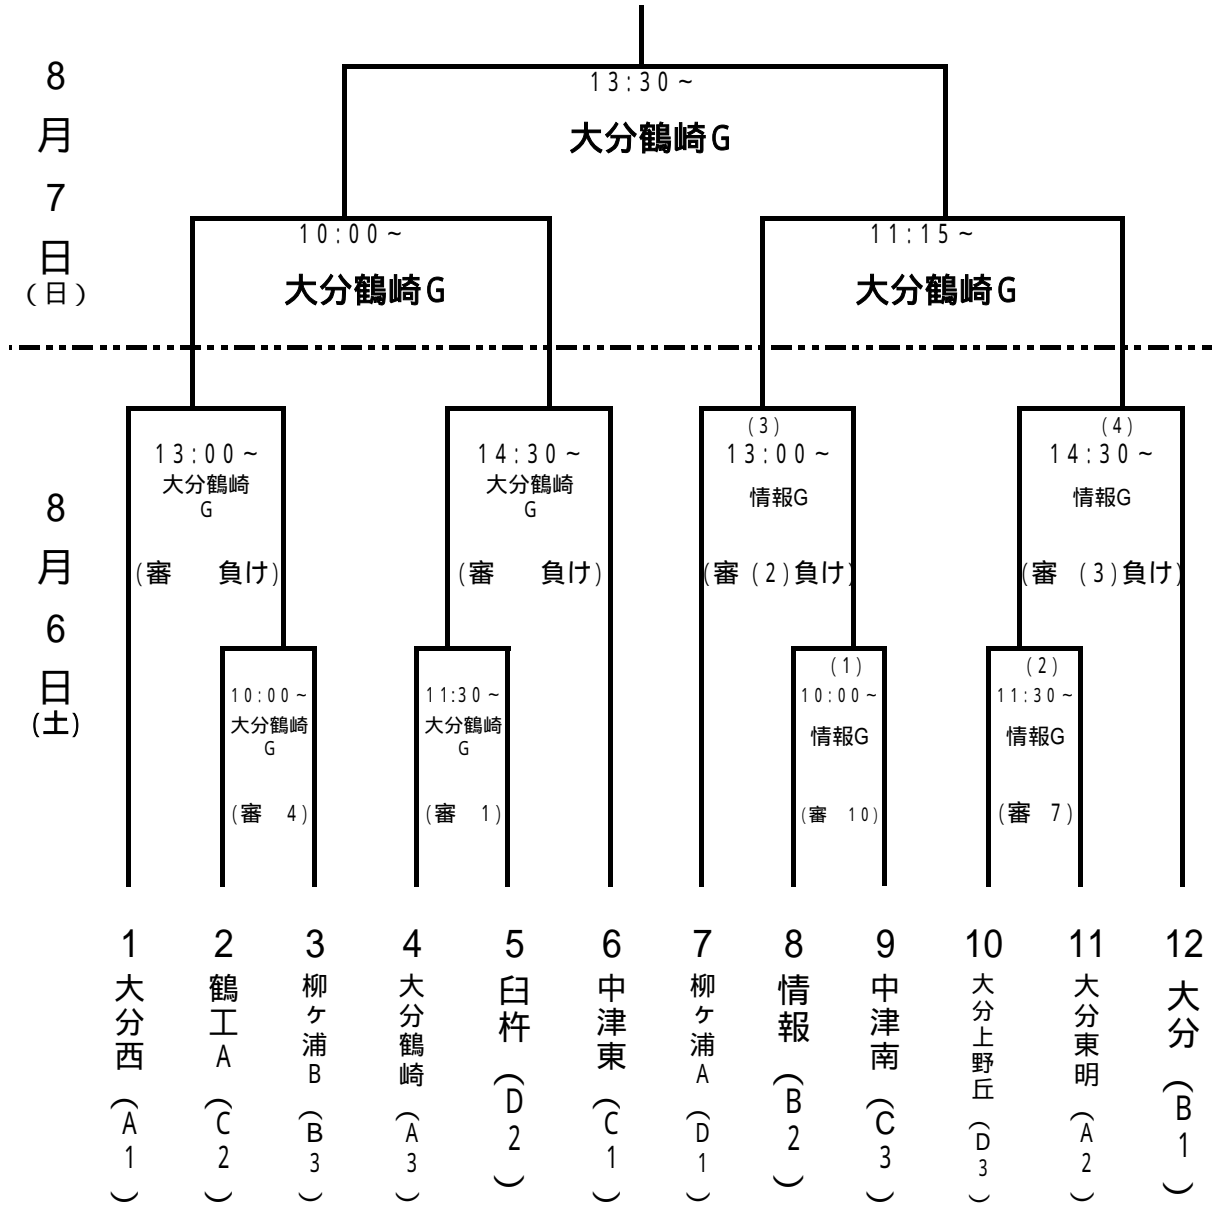 13:30~
大分鶴崎G
8月7日(日)
10:00~
大分鶴崎G
11:15~
大分鶴崎G
8月6日(土)
13:00~
大分鶴崎
G
(審　負け)
14:30~
大分鶴崎
G
(審　負け)
(3)
13:00~
情報G
(審(2)負け)
(4)
14:30~
情報G
(審 (3)負け)
10:00~
大分鶴崎
G
(審 4)
11:30~
大分鶴崎
G
(審 1)
(1)
10:00~
情報G
(審 10)
(2)
11:30~
情報G
(審 7)
1 大分西(A1)
2 鶴工A(C2)
3 柳ヶ浦B(B3)
4 大分鶴崎(A3)
5 臼杵(D2)
6 中津東(C1)
7 柳ヶ浦A(D1)
8 情報(B2)
9 中津南(C3)
10 大分上野丘(D3)
11 大分東明(A2)
12 大分(B1)